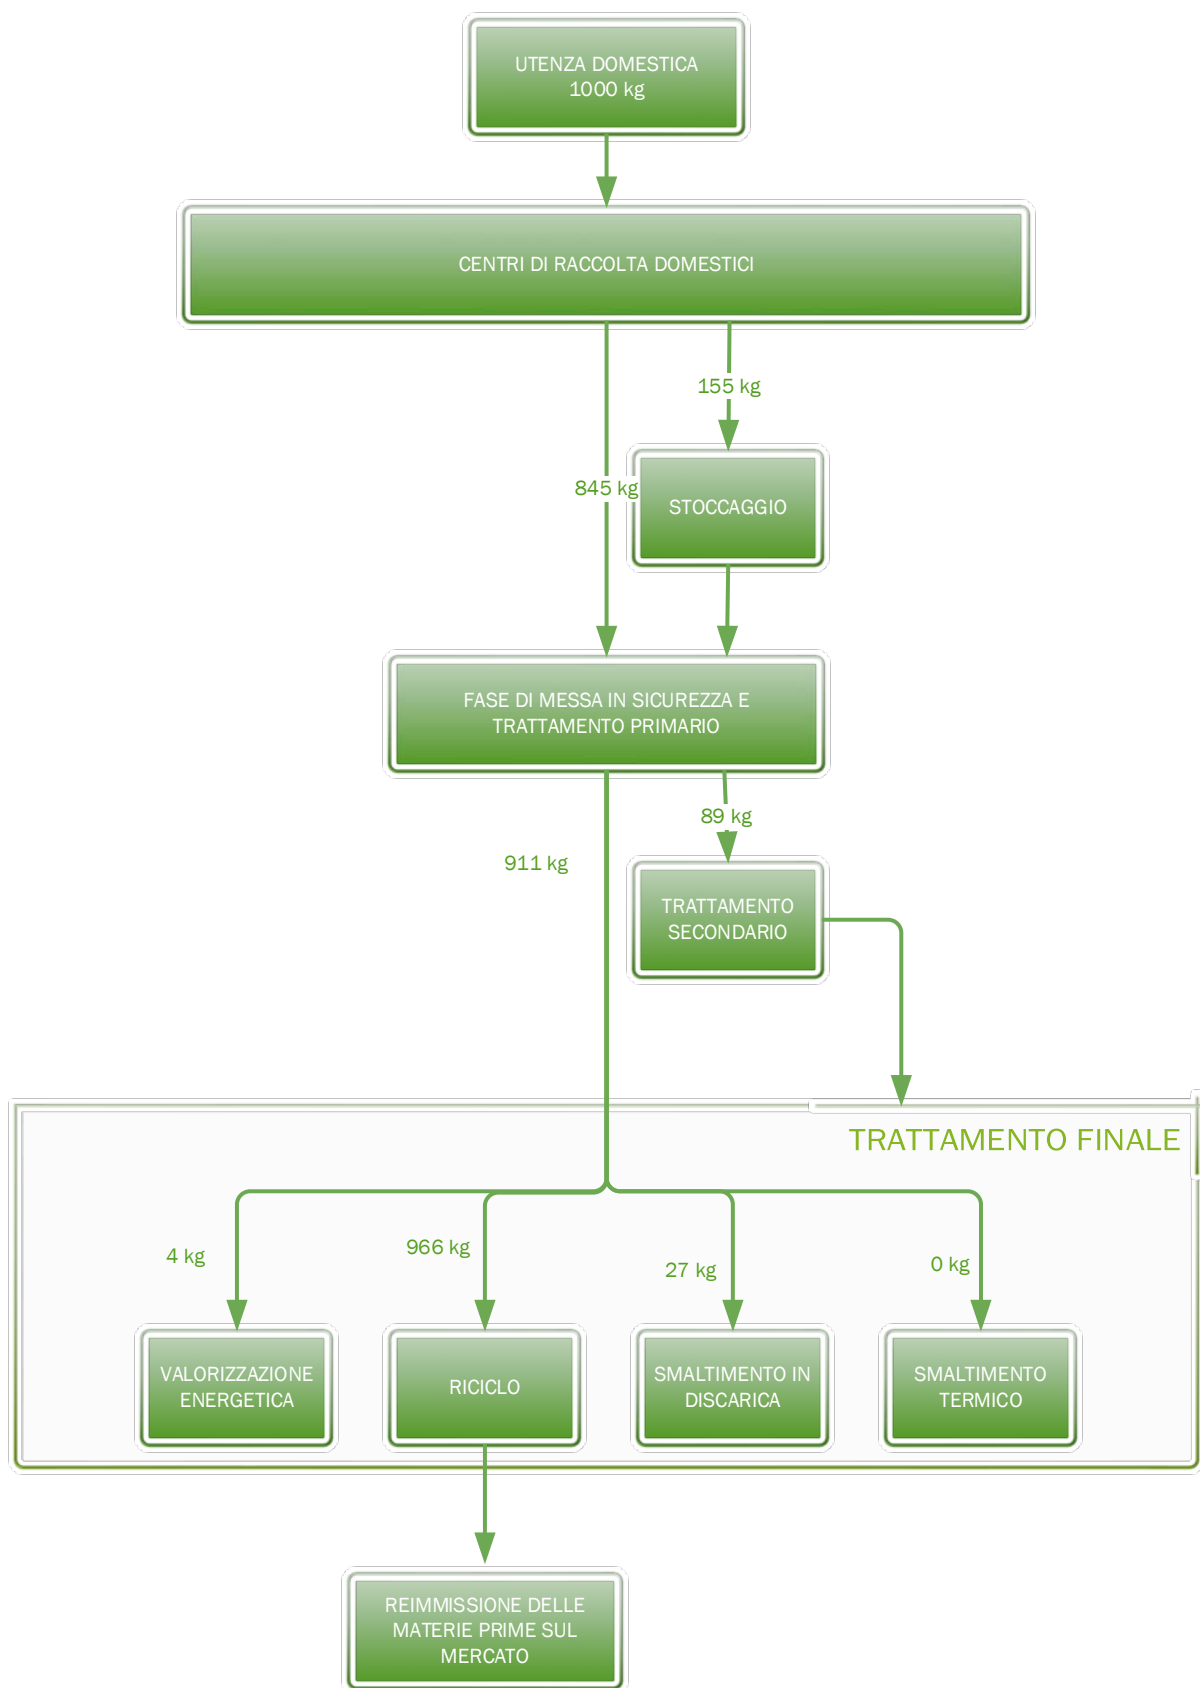 UTENZA DOMESTICA
1000 kg
CENTRI DI RACCOLTA DOMESTICI
155 kg
845 kg
STOCCAGGIO
FASE DI MESSA IN SICUREZZA E
TRATTAMENTO PRIMARIO
89 kg
911 kg
TRATTAMENTO
SECONDARIO
TRATTAMENTO FINALE
4 kg
966 kg
27 kg
0 kg
VALORIZZAZIONE
ENERGETICA
RICICLO
SMALTIMENTO IN
DISCARICA
SMALTIMENTO
TERMICO
REIMMISSIONE DELLE
MATERIE PRIME SUL
MERCATO